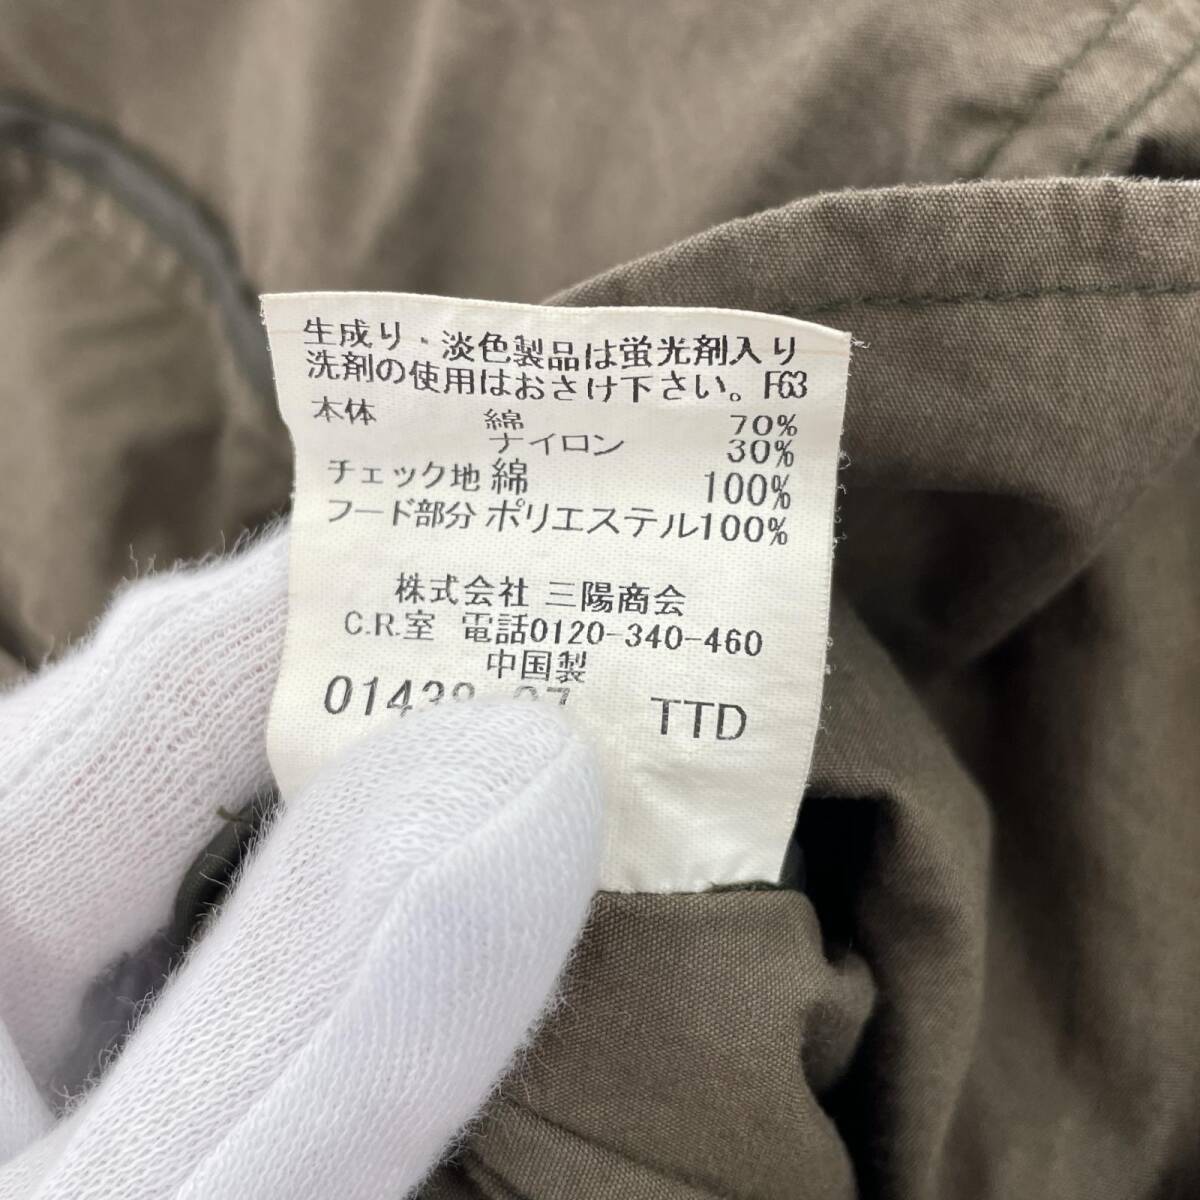 生成り・淡色製品は蛍光剤入り
洗剤の使用はおさけ下さい。F63
本体 綿 70%
ナイロン 30%
チェック地 綿 100%
フード部分 ポリエステル100%
株式会社 三陽商会
C.R.室 電話0120-340-460
中国製
TTD